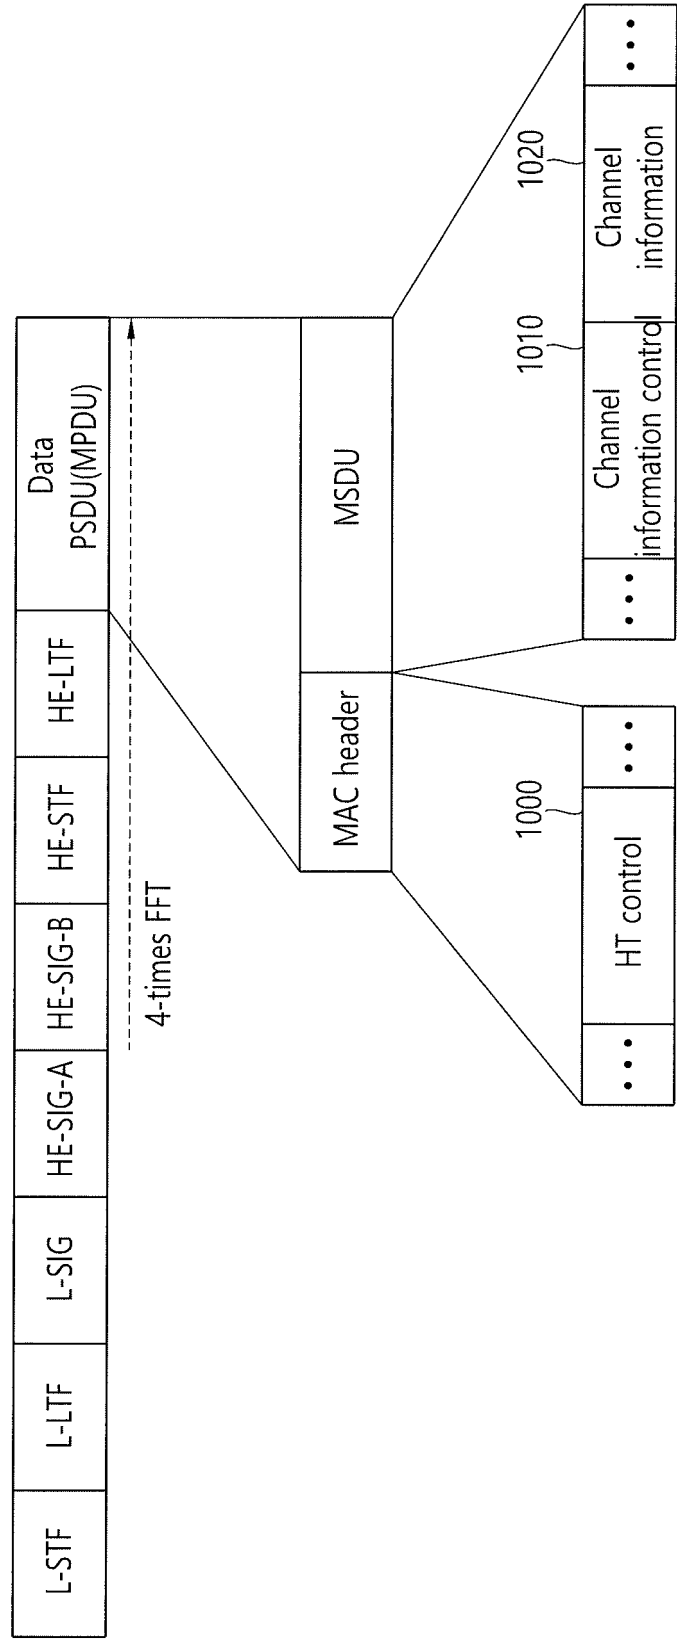 L-STF
L-LTF
L-SIG
HE-SIG-A
HE-SIG-B
HE-STF
HE-LTF
Data
PSDU(MPDU)
4-times FFT
MAC header
MSDU
1000
1010
1020
...
HT control
...
...
Channel
information control
Channel
information
...